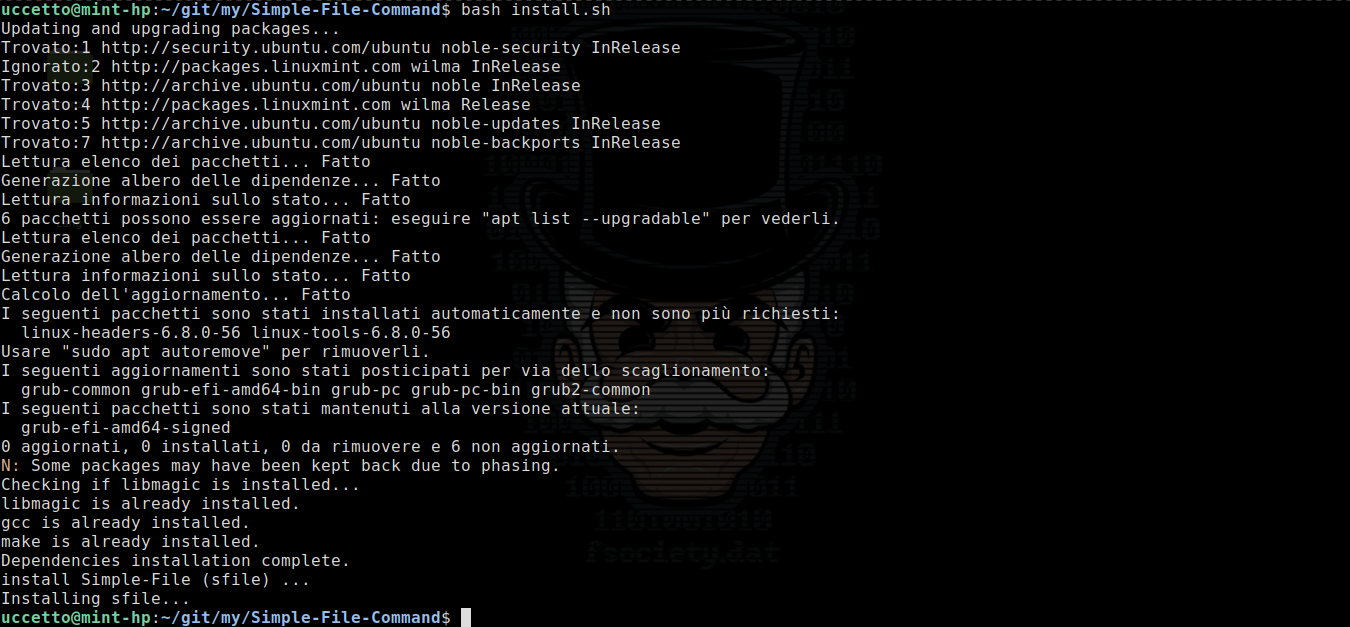 uccetto@mint-hp:~/git/my/Simple-File-Command$ bash install.sh
Updating and upgrading packages...
Trovato:1 http://security.ubuntu.com/ubuntu noble-security InRelease
Ignorato:2 http://packages.linuxmint.com wilma InRelease
Trovato:3 http://archive.ubuntu.com/ubuntu noble InRelease
Trovato:4 http://packages.linuxmint.com wilma Release
Trovato:5 http://archive.ubuntu.com/ubuntu noble-updates InRelease
Trovato:7 http://archive.ubuntu.com/ubuntu noble-backports InRelease
Lettura elenco dei pacchetti... Fatto
Generazione albero delle dipendenze... Fatto
Lettura informazioni sullo stato... Fatto
6 pacchetti possono essere aggiornati: eseguire "apt list --upgradable" per vederli.
Lettura elenco dei pacchetti... Fatto
Generazione albero delle dipendenze... Fatto
Lettura informazioni sullo stato... Fatto
Calcolo dell'aggiornamento... Fatto
I seguenti pacchetti sono stati installati automaticamente e non sono più richiesti:
  linux-headers-6.8.0-56 linux-tools-6.8.0-56
Usare "sudo apt autoremove" per rimuoverli.
I seguenti aggiornamenti sono stati posticipati per via dello scaglionamento:
  grub-common grub-efi-amd64-bin grub-pc grub-pc-bin grub2-common
I seguenti pacchetti sono stati mantenuti alla versione attuale:
  grub-efi-amd64-signed
0 aggiornati, 0 installati, 0 da rimuovere e 6 non aggiornati.
N: Some packages may have been kept back due to phasing.
Checking if libmagic is installed...
libmagic is already installed.
gcc is already installed.
make is already installed.
Dependencies installation complete.
install Simple-File (sfile) ...
Installing sfile...
uccetto@mint-hp:~/git/my/Simple-File-Command$
fsociety.dat